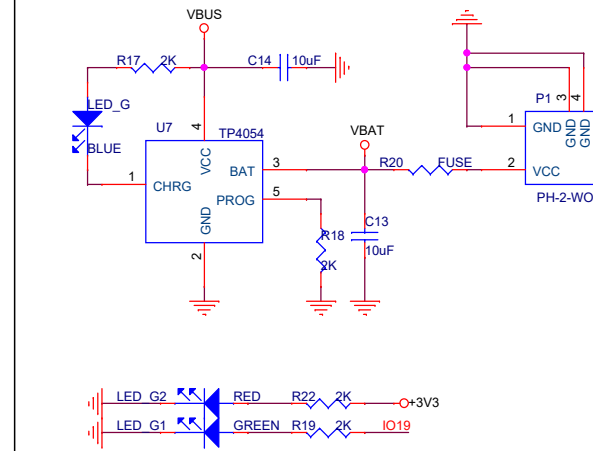 VBUS
R17 2K
C14 10uF
LED_G
BLUE
U7
TP4054
4
VCC
1
CHRG
BAT
3
PROG
5
GND
2
VBAT
R20
FUSE
R18
2K
C13
10uF
P1
3
4
1
GND
GND
GND
2
VCC
PH-2-WO
LED_G2
RED
R22 2K
+3V3
LED_G1
GREEN
R19 2K
IO19